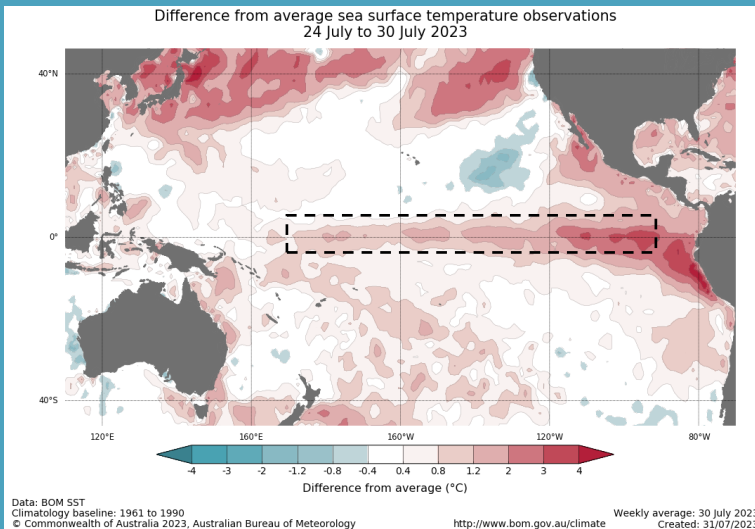 Difference from average sea surface temperature observations
24 July to 30 July 2023
40°N
0°
40°S
120°E 160°E 160°W 120°W 80°W
-4 -3 -2 -1.2 -0.8 -0.4 0.4 0.8 1.2 2 3 4
Difference from average (°C)
Data: BOM SST
Climatology baseline: 1961 to 1990
© Commonwealth of Australia 2023, Australian Bureau of Meteorology
http://www.bom.gov.au/climate
Weekly average: 30 July 2023
Created: 31/07/2023